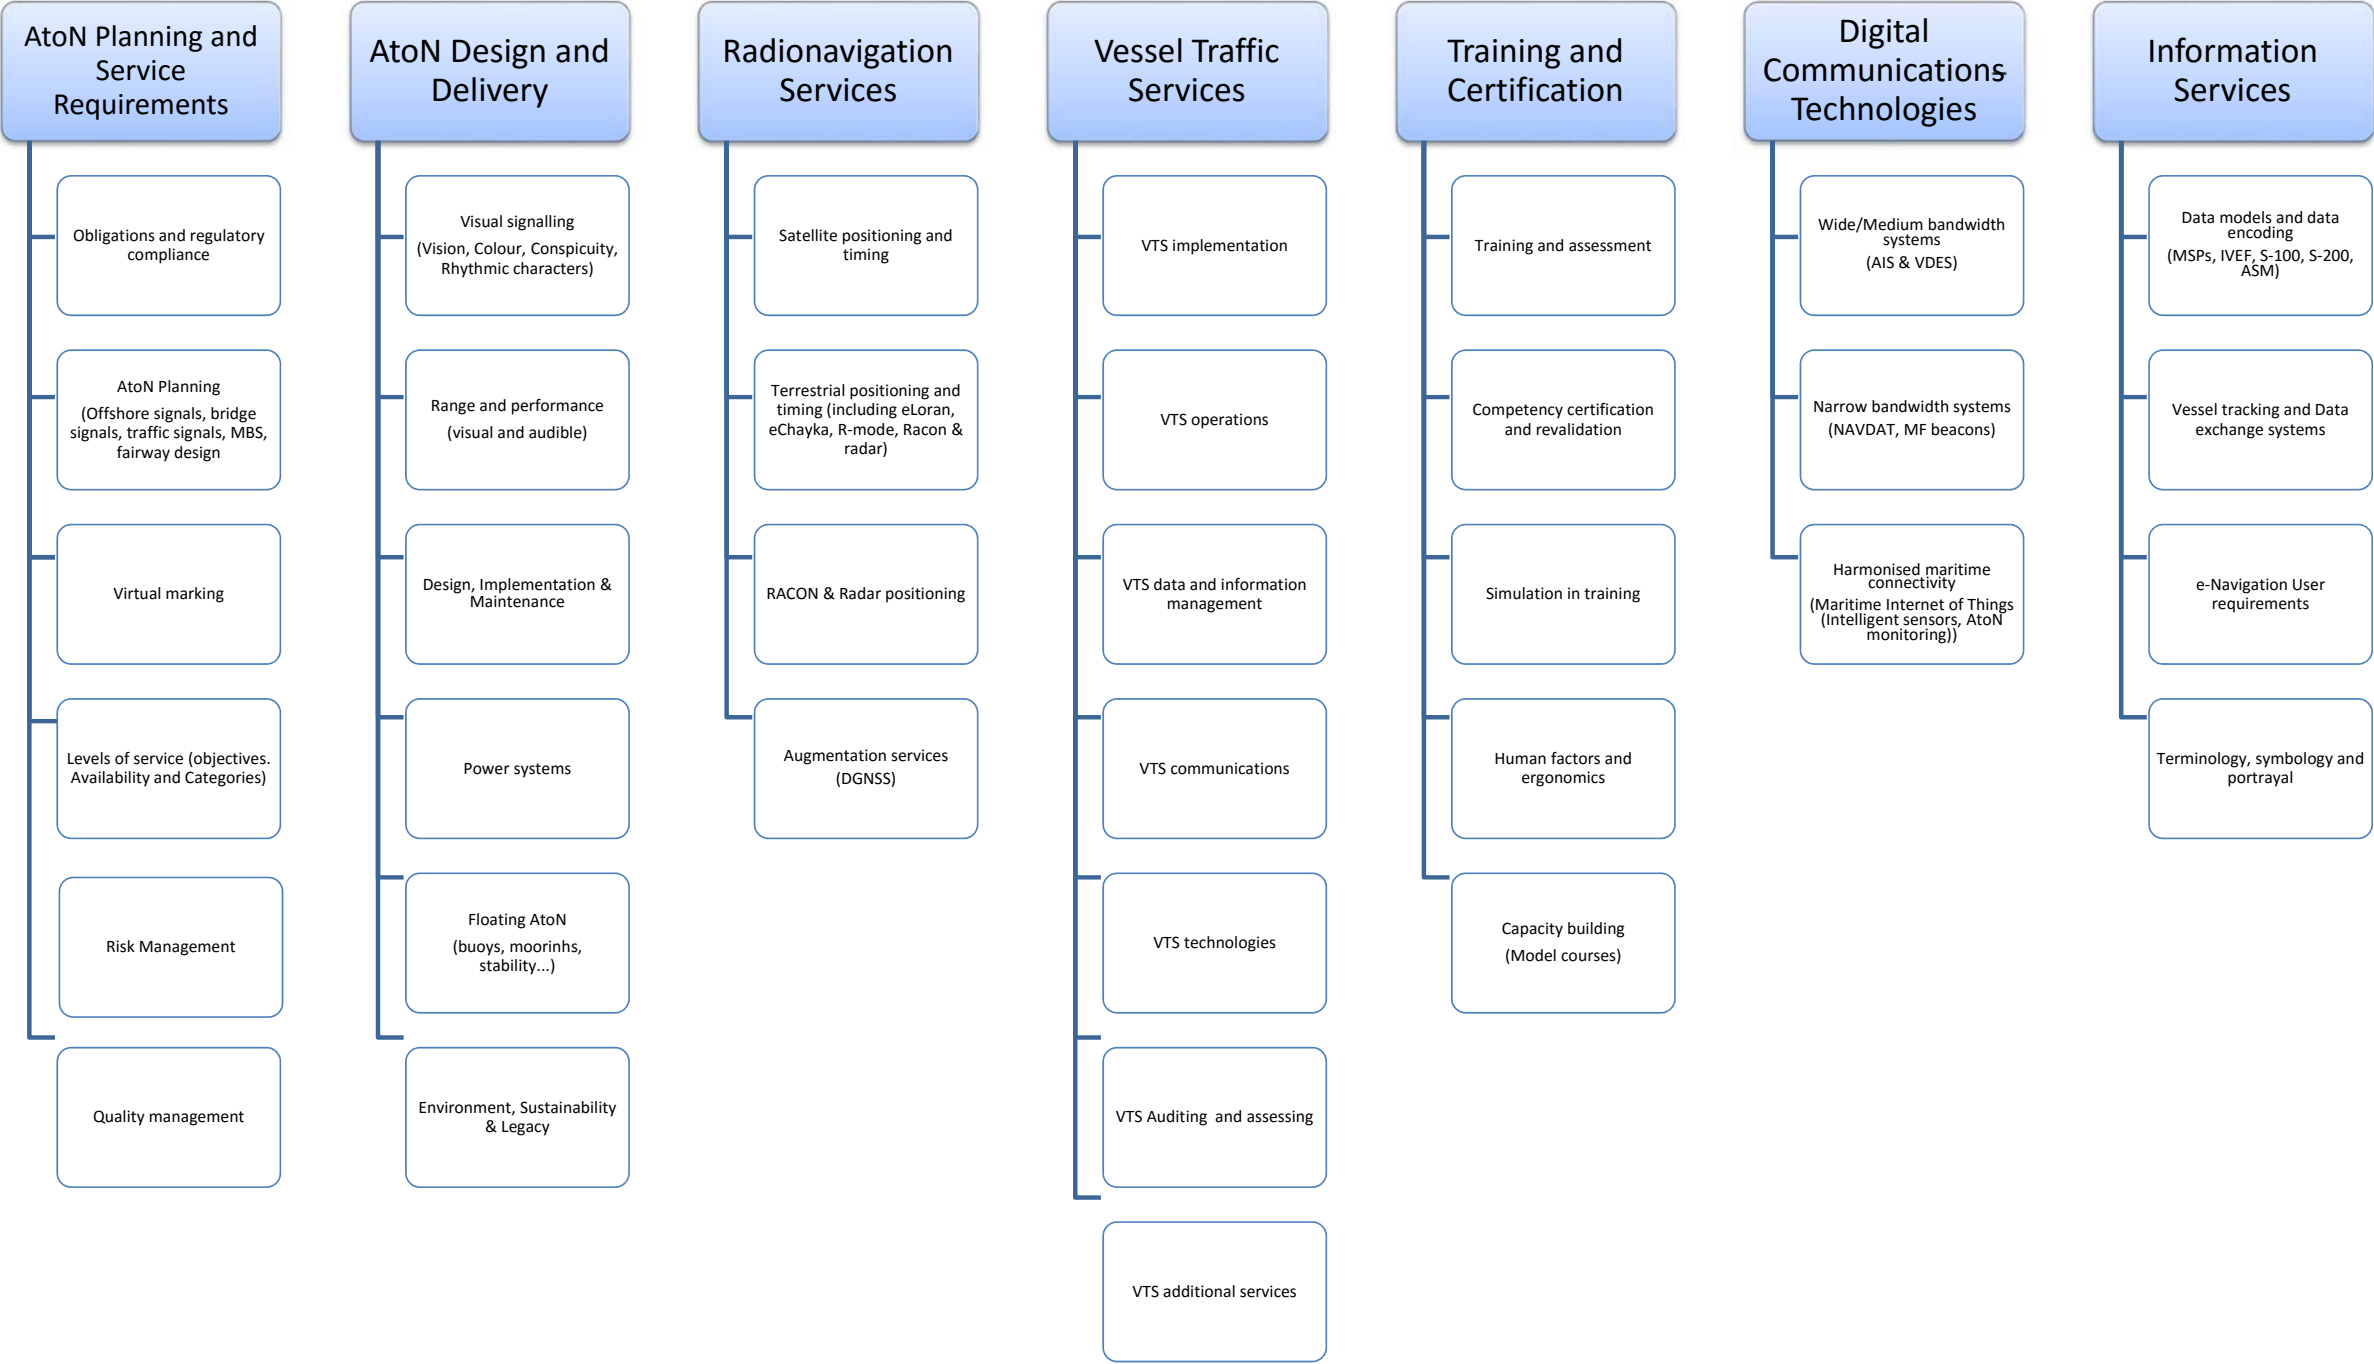 AtoN Planning and
Service
Requirements
Obligations and regulatory
compliance
AtoN Planning
(Offshore signals, bridge
signals, traffic signals, MBS,
fairway design
Virtual marking
Levels of service (objectives.
Availability and Categories)
Risk Management
Quality management
AtoN Design and
Delivery
Visual signalling
(Vision, Colour, Conspicuity,
Rhythmic characters)
Range and performance
(visual and audible)
Design, Implementation &
Maintenance
Power systems
Floating AtoN
(buoys, moorinhs,
stability...)
Environment, Sustainability
& Legacy
Radionavigation
Services
Satellite positioning and
timing
Terrestrial positioning and
timing (including eLoran,
eChayka, R-mode, Racon &
radar)
RACON & Radar positioning
Augmentation services
(DGNSS)
Vessel Traffic
Services
VTS implementation
VTS operations
VTS data and information
management
VTS communications
VTS technologies
VTS Auditing  and assessing
VTS additional services
Training and
Certification
Training and assessment
Competency certification
and revalidation
Simulation in training
Human factors and
ergonomics
Capacity building
(Model courses)
Digital
Communications
Technologies
Wide/Medium bandwidth
systems
(AIS & VDES)
Narrow bandwidth systems
(NAVDAT, MF beacons)
Harmonised maritime
connectivity
(Maritime Internet of Things
(Intelligent sensors, AtoN
monitoring))
Information
Services
Data models and data
encoding
(MSPs, IVEF, S-100, S-200,
ASM)
Vessel tracking and Data
exchange systems
e-Navigation User
requirements
Terminology, symbology and
portrayal